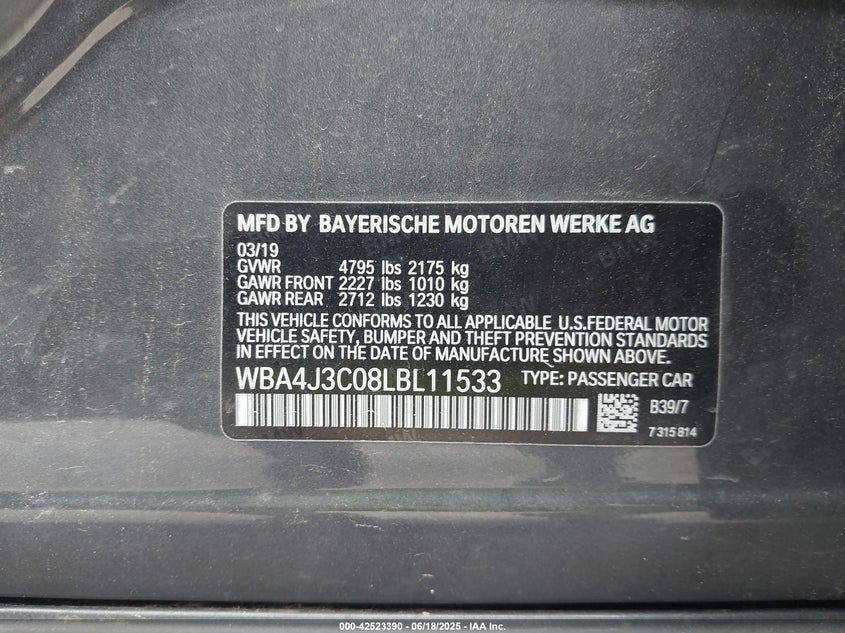 MFD BY BAYERISCHE MOTOREN WERKE AG
03/19
GVWR 4795 lbs 2175 kg
GAWR FRONT 2227 lbs 1010 kg
GAWR REAR 2712 lbs 1230 kg
THIS VEHICLE CONFORMS TO ALL APPLICABLE U.S.FEDERAL MOTOR
VEHICLE SAFETY, BUMPER AND THEFT PREVENTION STANDARDS
IN EFFECT ON THE DATE OF MANUFACTURE SHOWN ABOVE.
WBA4J3C08LBL11533 TYPE: PASSENGER CAR
B39/7
7315814
000-42523390 - 06/18/2025 - IAA Inc.